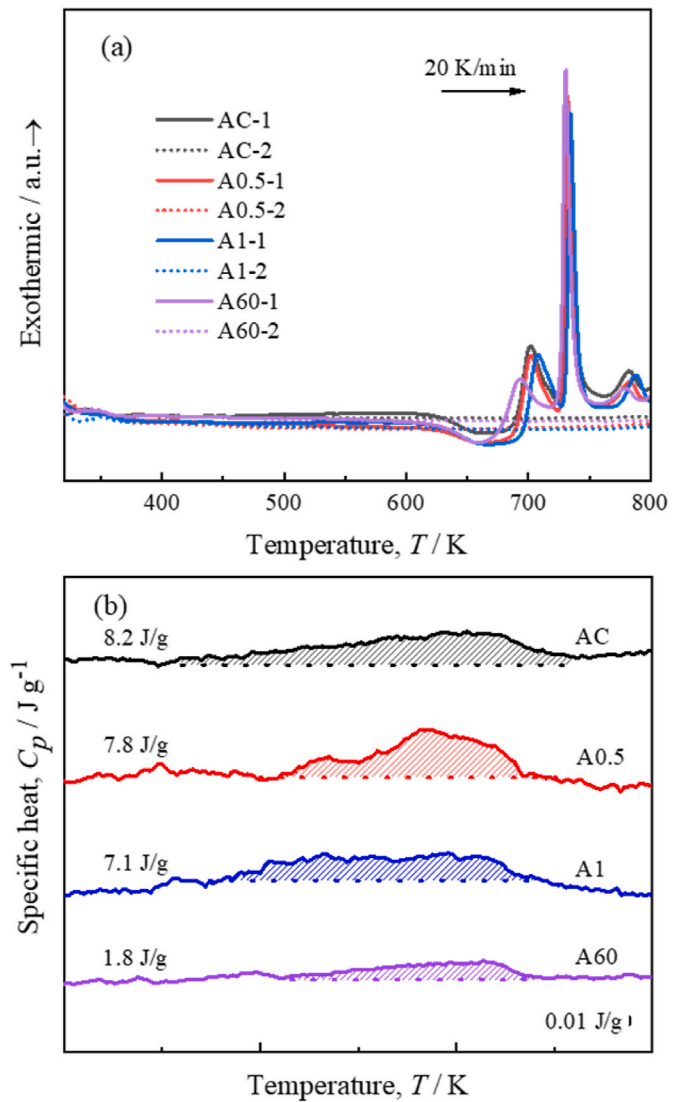 (a)
20 K/min
AC-1
AC-2
A0.5-1
A0.5-2
A1-1
A1-2
A60-1
A60-2
Exothermic / a.u.→
400 500 600 700 800
Temperature, T / K
(b)
8.2 J/g AC
7.8 J/g A0.5
7.1 J/g A1
1.8 J/g A60
0.01 J/g
Specific heat, Cp / J g⁻¹
Temperature, T / K